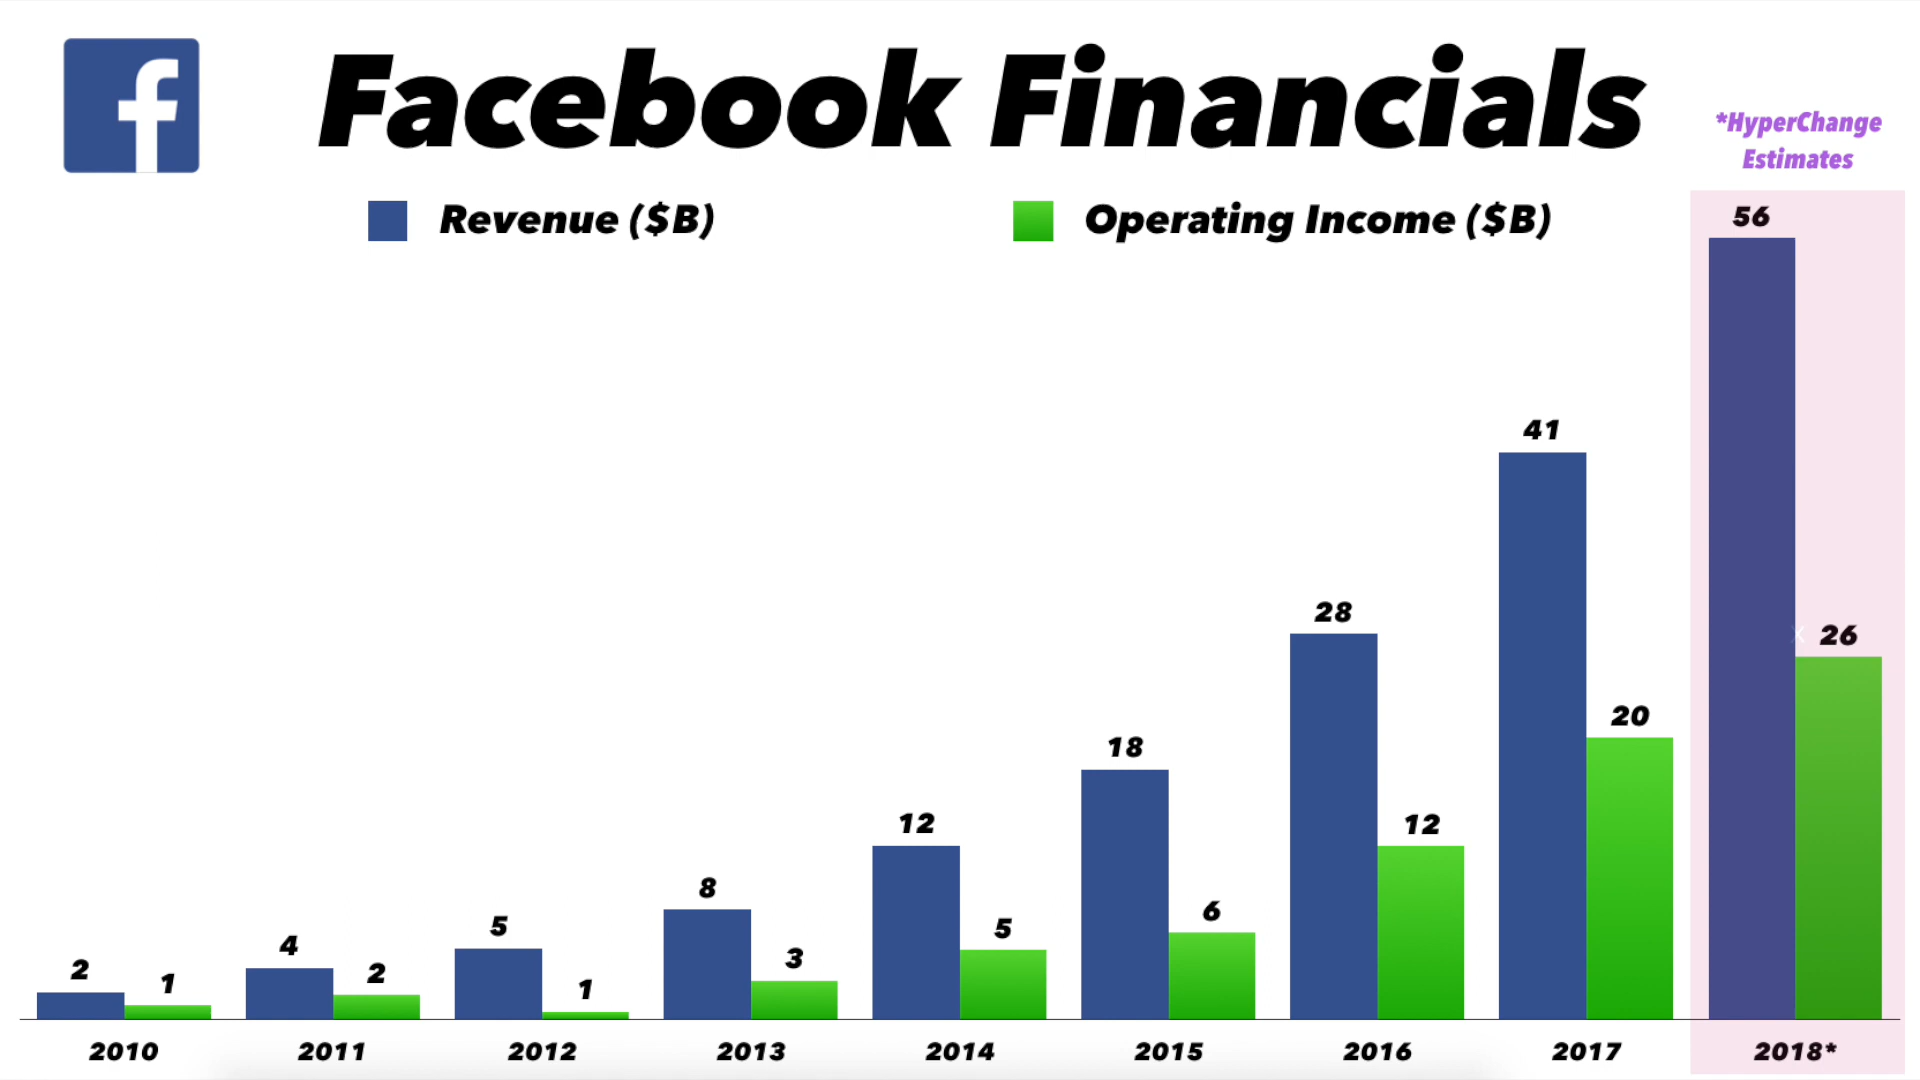 f
Facebook Financials
*HyperChange
Estimates
Revenue ($B)
Operating Income ($B)
56
41
28
26
20
18
12
12
8
6
5
5
4
3
2
2
1
1
2010 2011 2012 2013 2014 2015 2016 2017 2018*